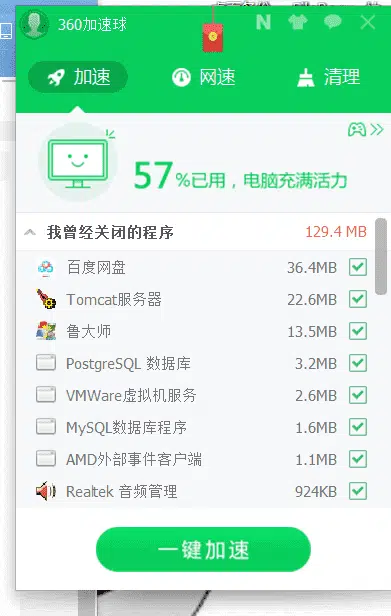 360加速球
N
加速
网速
清理
57%已用，电脑充满活力
我曾经关闭的程序 129.4 MB
百度网盘 36.4MB
Tomcat服务器 22.6MB
鲁大师 13.5MB
PostgreSQL 数据库 3.2MB
VMWare虚拟机服务 2.6MB
MySQL数据库程序 1.6MB
AMD外部事件客户端 1.1MB
Realtek 音频管理 924KB
一键加速